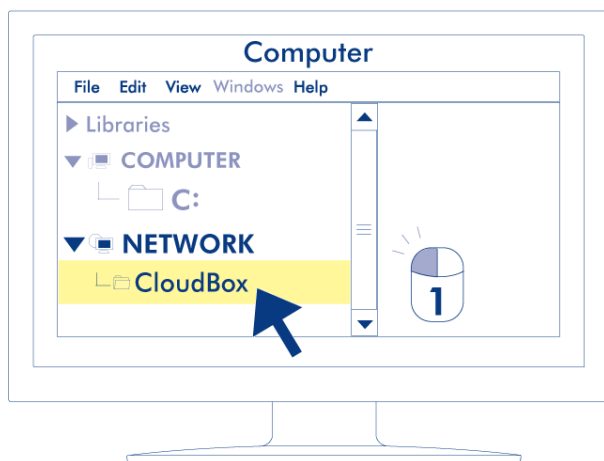 Computer
File Edit View Windows Help
Libraries
COMPUTER
C:
NETWORK
CloudBox
1